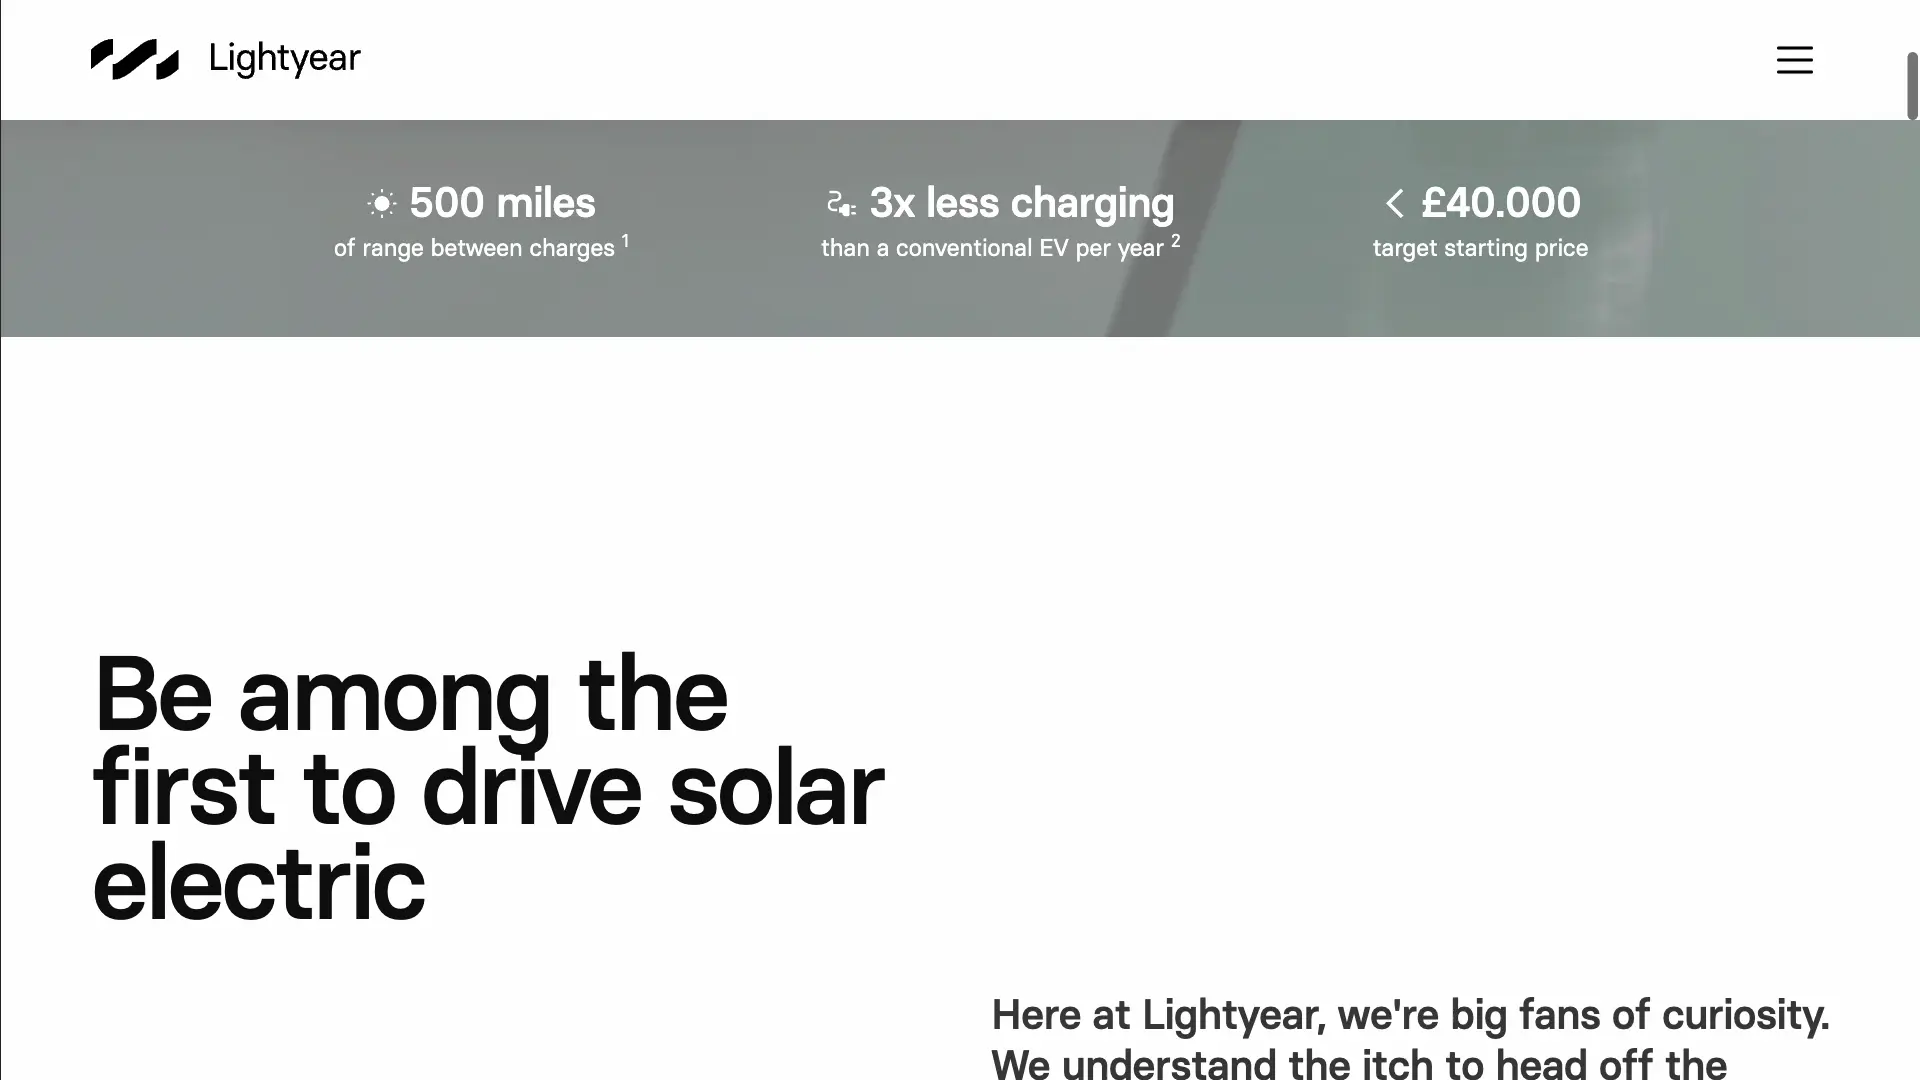 Lightyear
500 miles
of range between charges 1
3x less charging
than a conventional EV per year 2
< £40.000
target starting price
Be among the
first to drive solar
electric
Here at Lightyear, we're big fans of curiosity.
We understand the itch to head off the